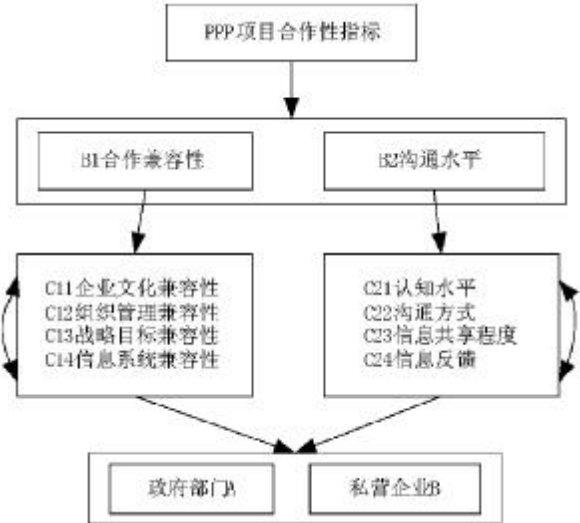 PPP项目合作性指标
B1合作兼容性
B2沟通水平
C11企业文化兼容性
C12组织管理兼容性
C13战略目标兼容性
C14信息系统兼容性
C21认知水平
C22沟通方式
C23信息共享程度
C24信息反馈
政府部门A
私营企业B